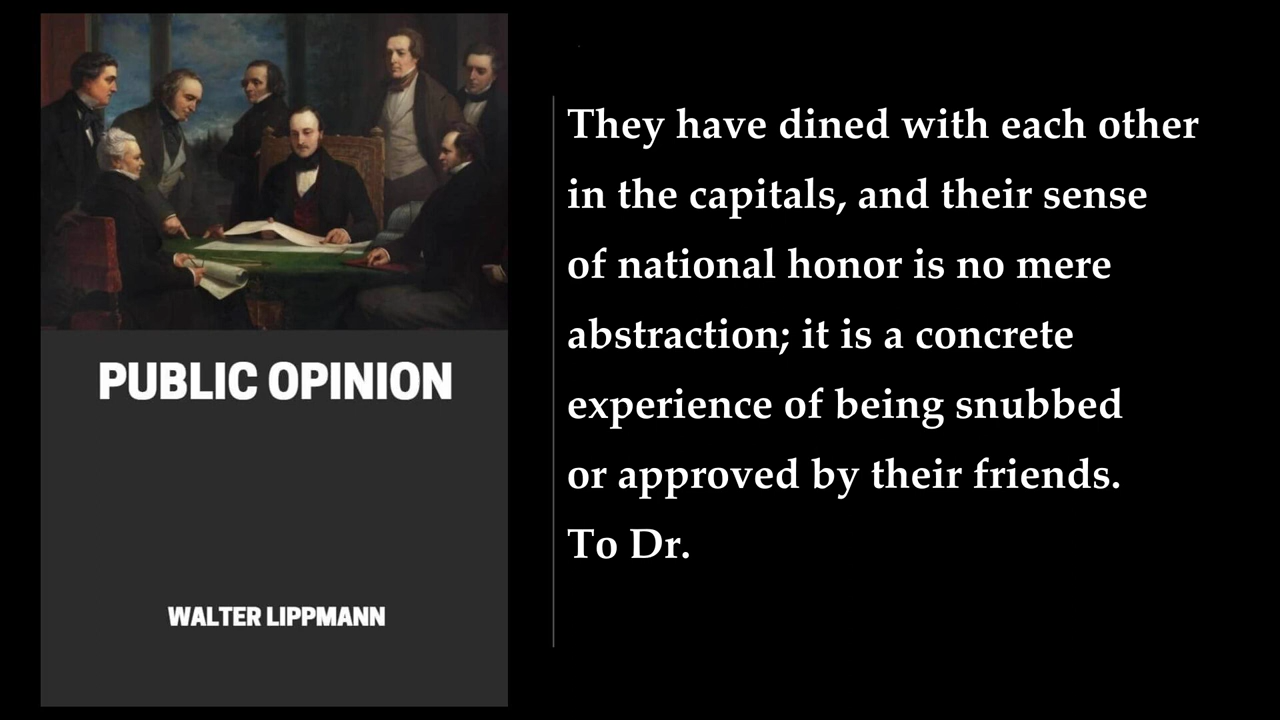 PUBLIC OPINION
WALTER LIPPMANN
They have dined with each other
in the capitals, and their sense
of national honor is no mere
abstraction; it is a concrete
experience of being snubbed
or approved by their friends.
To Dr.